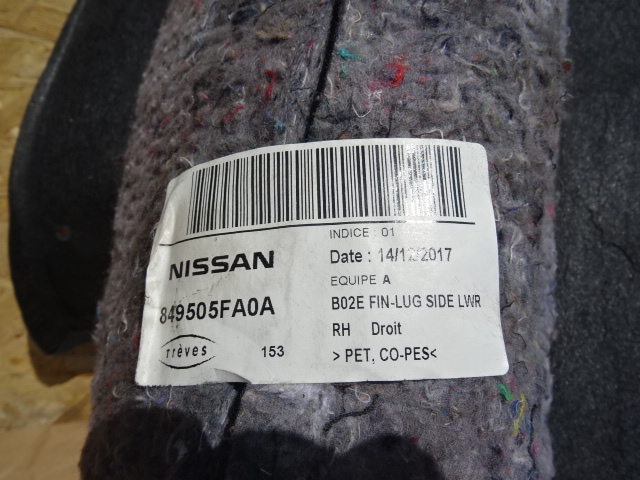 INDICE : 01
NISSAN
Date : 14/12/2017
EQUIPE A
849505FA0A
B02E FIN-LUG SIDE LWR
RH Droit
Trèves
153
> PET, CO-PES<